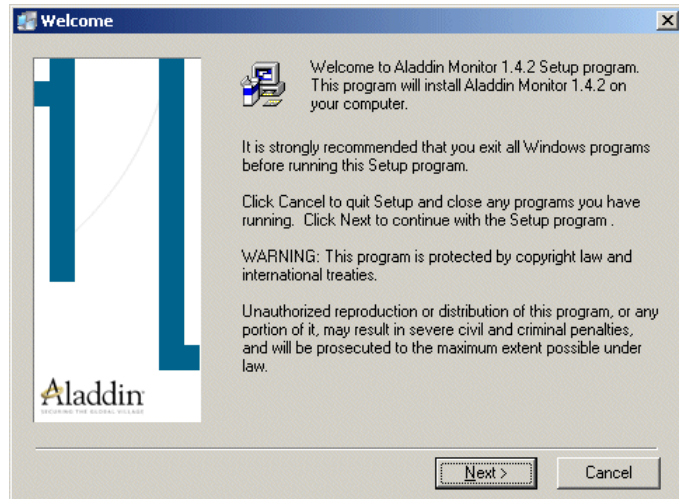 Welcome
Welcome to Aladdin Monitor 1.4.2 Setup program.
This program will install Aladdin Monitor 1.4.2 on
your computer.
It is strongly recommended that you exit all Windows programs
before running this Setup program.
Click Cancel to quit Setup and close any programs you have
running. Click Next to continue with the Setup program .
WARNING: This program is protected by copyright law and
international treaties.
Unauthorized reproduction or distribution of this program, or any
portion of it, may result in severe civil and criminal penalties,
and will be prosecuted to the maximum extent possible under
law.
Aladdin
SECURING THE GLOBAL VILLAGE
Next >
Cancel